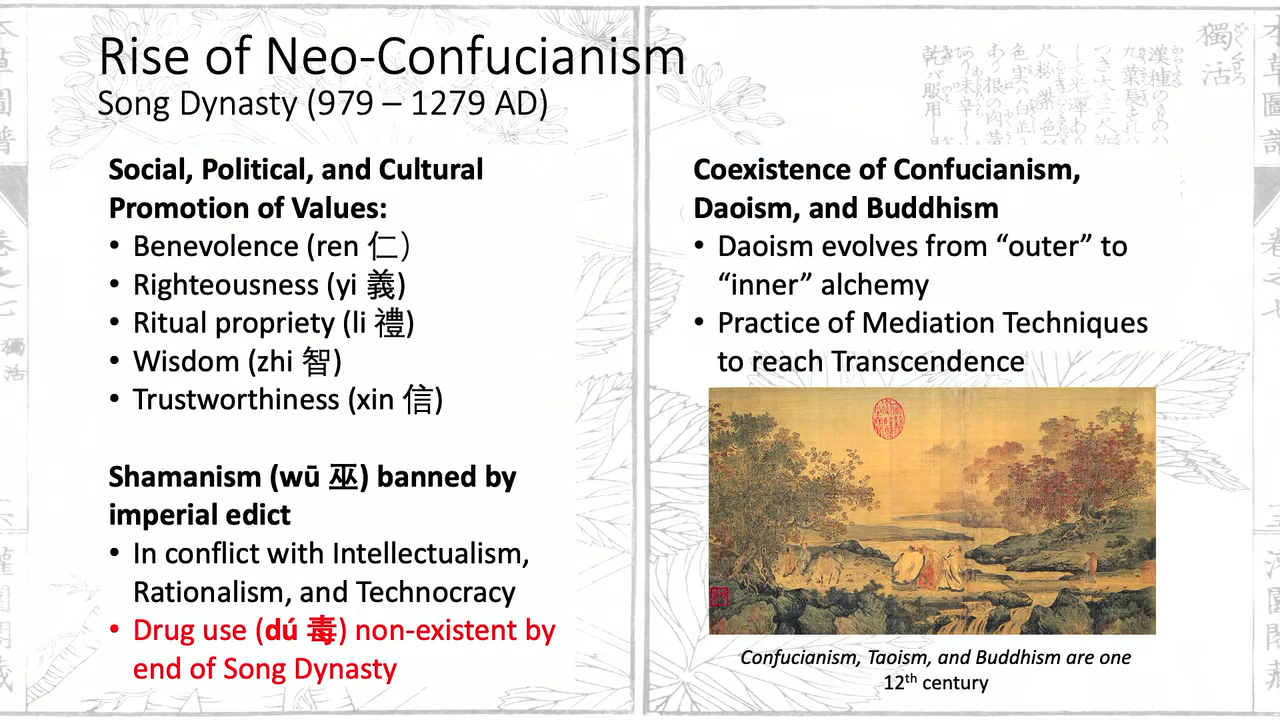 Rise of Neo-Confucianism
Song Dynasty (979 – 1279 AD)
Social, Political, and Cultural
Promotion of Values:
• Benevolence (ren 仁)
• Righteousness (yi 義)
• Ritual propriety (li 禮)
• Wisdom (zhi 智)
• Trustworthiness (xin 信)
Shamanism (wū 巫) banned by
imperial edict
• In conflict with Intellectualism,
Rationalism, and Technocracy
• Drug use (dú 毒) non-existent by
end of Song Dynasty
Coexistence of Confucianism,
Daoism, and Buddhism
• Daoism evolves from “outer” to
“inner” alchemy
• Practice of Mediation Techniques
to reach Transcendence
Confucianism, Taoism, and Buddhism are one
12th century
獨活